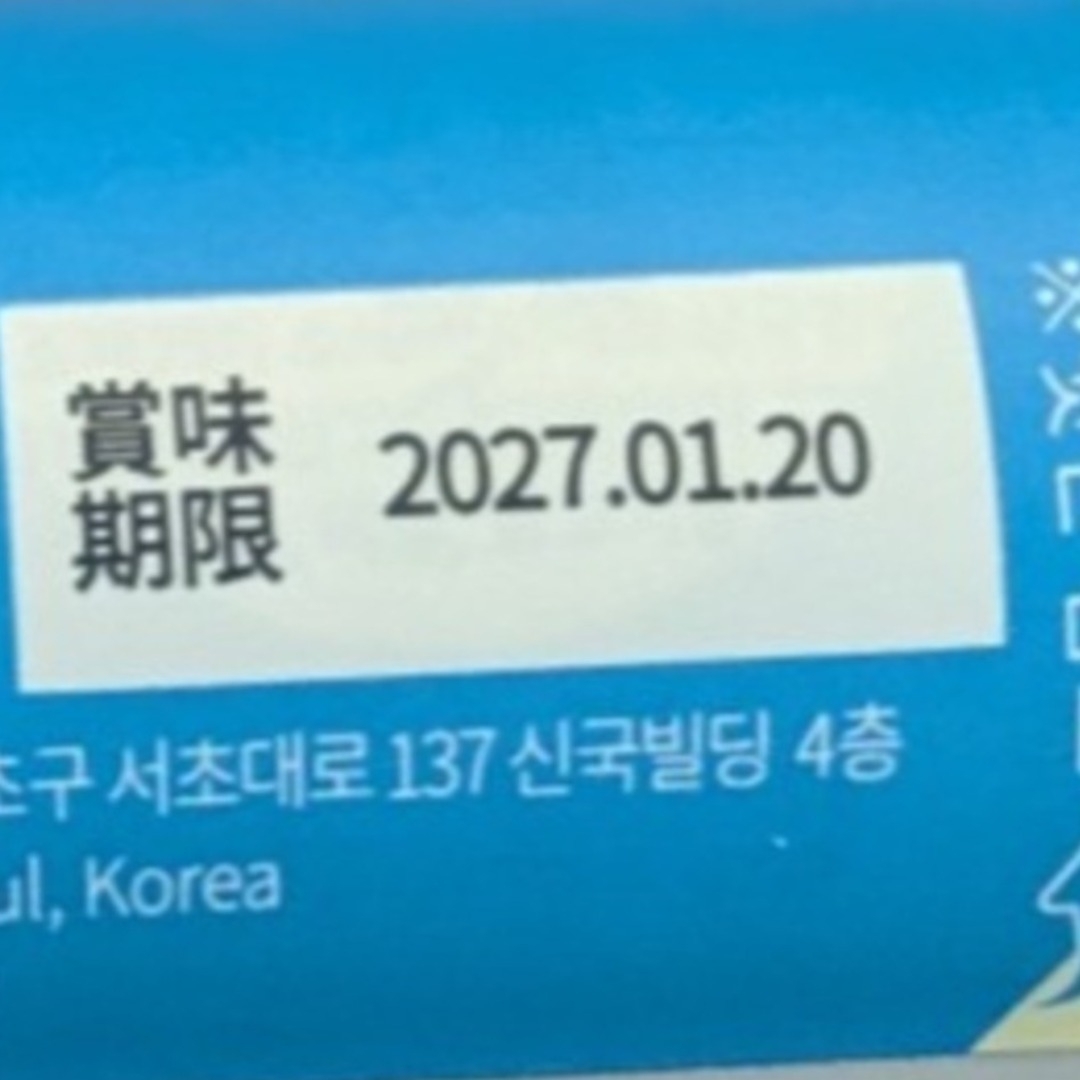 賞味
期限
2027.01.20
초구 서초대로 137 신국빌딩 4층
ul, Korea
※